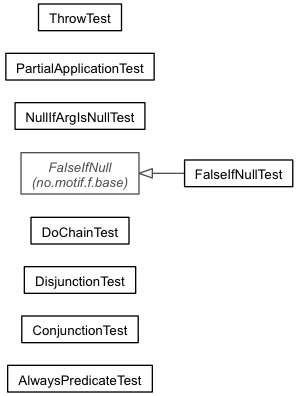 ThrowTest
PartialApplicationTest
NullIfArgIsNullTest
FalseIfNull
(no.motif.f.base)
FalseIfNullTest
DoChainTest
DisjunctionTest
ConjunctionTest
AlwaysPredicateTest